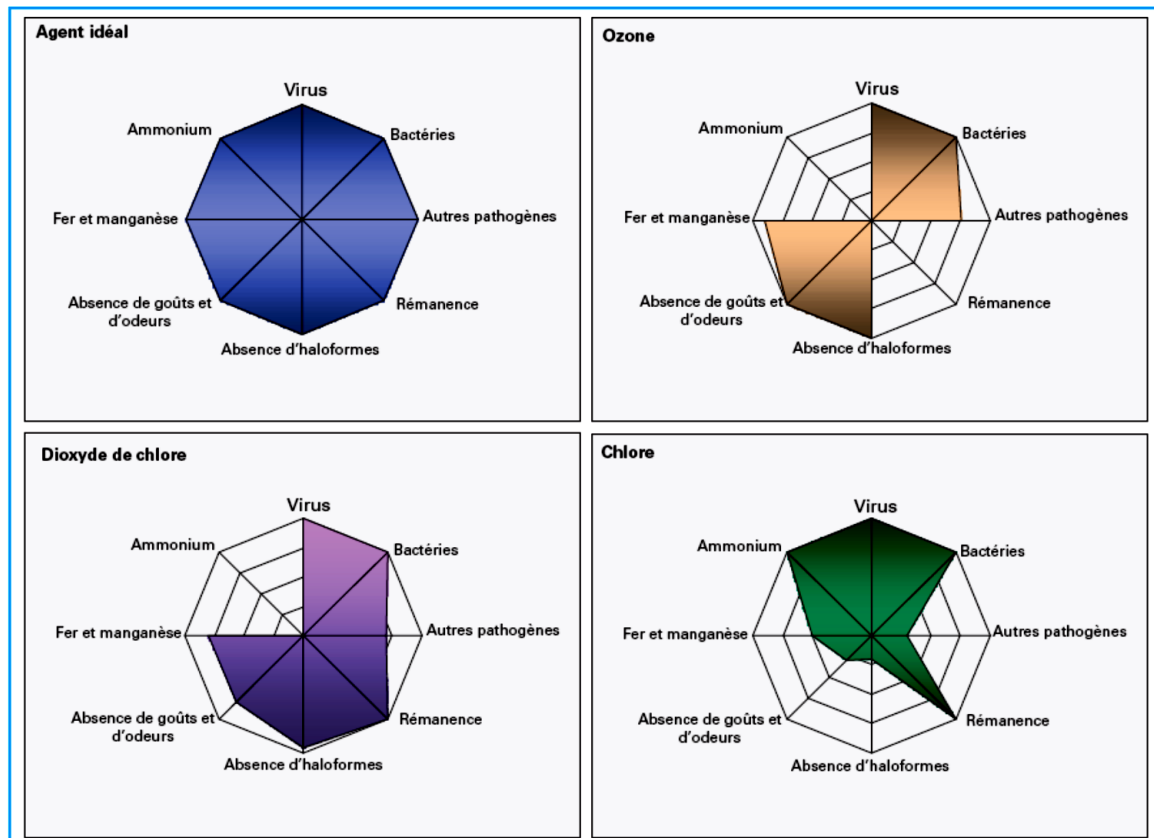 Agent idéal
Virus
Ammonium
Bactéries
Fer et manganèse
Autres pathogènes
Absence de goûts et
d'odeurs
Rémanence
Absence d'haloformes
Ozone
Virus
Ammonium
Bactéries
Fer et manganèse
Autres pathogènes
Absence de goûts et
d'odeurs
Rémanence
Absence d'haloformes
Dioxyde de chlore
Virus
Ammonium
Bactéries
Fer et manganèse
Autres pathogènes
Absence de goûts et
d'odeurs
Rémanence
Absence d'haloformes
Chlore
Virus
Ammonium
Bactéries
Fer et manganèse
Autres pathogènes
Absence de goûts et
d'odeurs
Rémanence
Absence d'haloformes